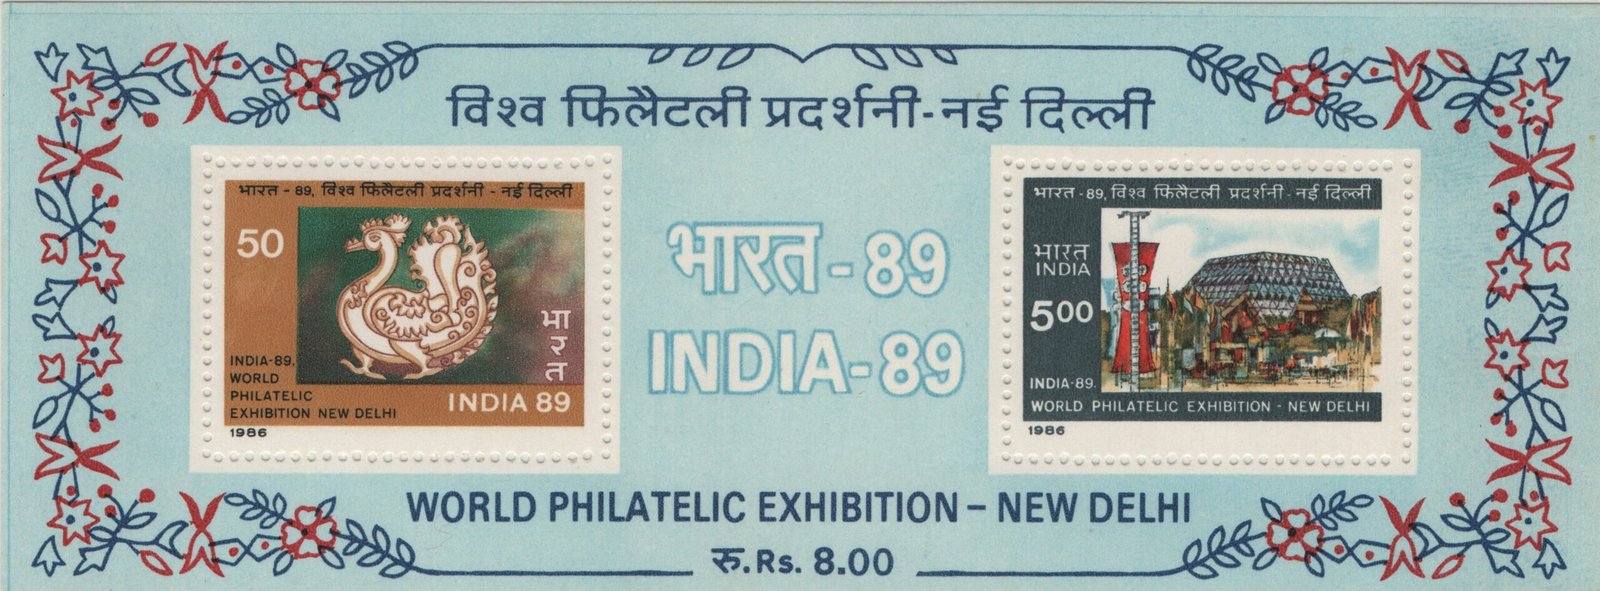 विश्व फिलैटली प्रदर्शनी-नई दिल्ली
भारत - 89, विश्व फिलैटली प्रदर्शनी - नई दिल्ली
50
भारत
INDIA-89.
WORLD
PHILATELIC
EXHIBITION NEW DELHI
INDIA 89
1986
भारत - 89
INDIA-89
भारत -89, विश्व फिलैटली प्रदर्शनी -नई दिल्ली
भारत
INDIA
500
INDIA-89.
WORLD PHILATELIC EXHIBITION - NEW DELHI
1986
WORLD PHILATELIC EXHIBITION – NEW DELHI
रु.Rs. 8.00